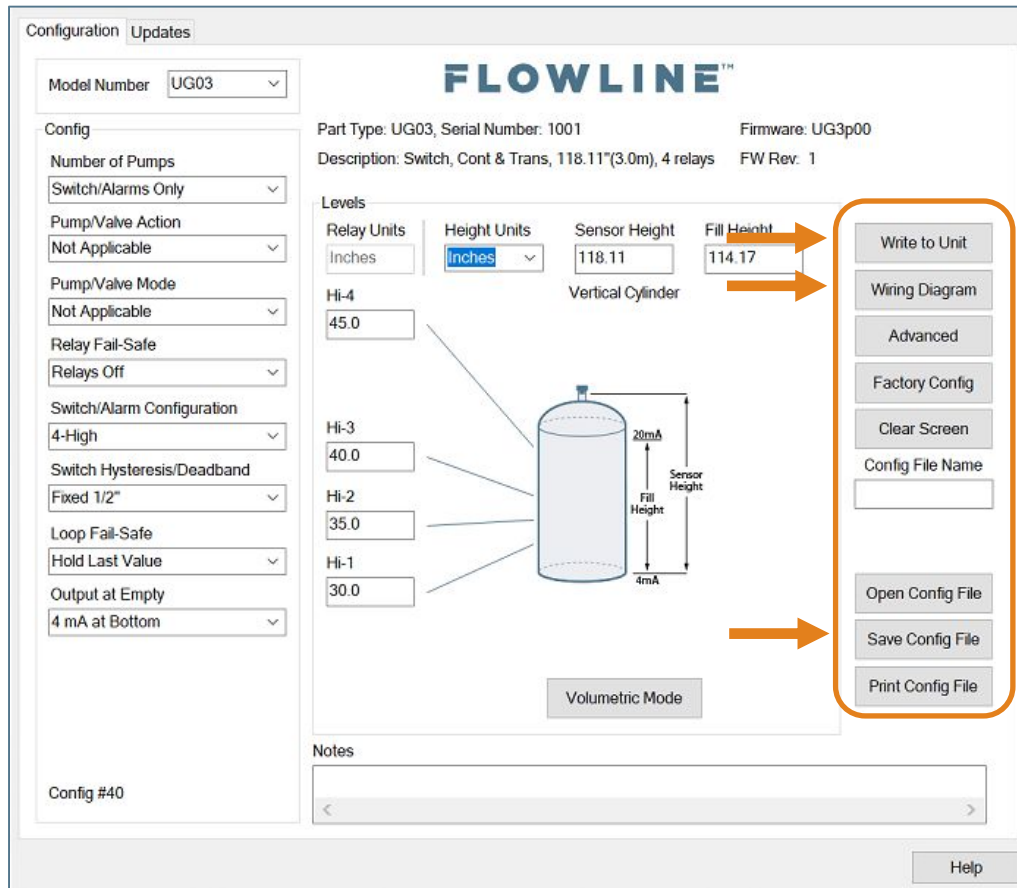 Configuration Updates
Model Number UG03
FLOWLINE™
Config
Number of Pumps
Switch/Alarms Only
Pump/Valve Action
Not Applicable
Pump/Valve Mode
Not Applicable
Relay Fail-Safe
Relays Off
Switch/Alarm Configuration
4-High
Switch Hysteresis/Deadband
Fixed 1/2"
Loop Fail-Safe
Hold Last Value
Output at Empty
4 mA at Bottom
Config #40
Part Type: UG03, Serial Number: 1001 Firmware: UG3p00
Description: Switch, Cont & Trans, 118.11"(3.0m), 4 relays FW Rev: 1
Levels
Relay Units Height Units Sensor Height Fill Height
Inches Inches 118.11 114.17
Vertical Cylinder
Hi-4
45.0
Hi-3
40.0
Hi-2
35.0
Hi-1
30.0
20mA
Sensor
Height
Fill
Height
4mA
Volumetric Mode
Write to Unit
Wiring Diagram
Advanced
Factory Config
Clear Screen
Config File Name
Open Config File
Save Config File
Print Config File
Notes
Help